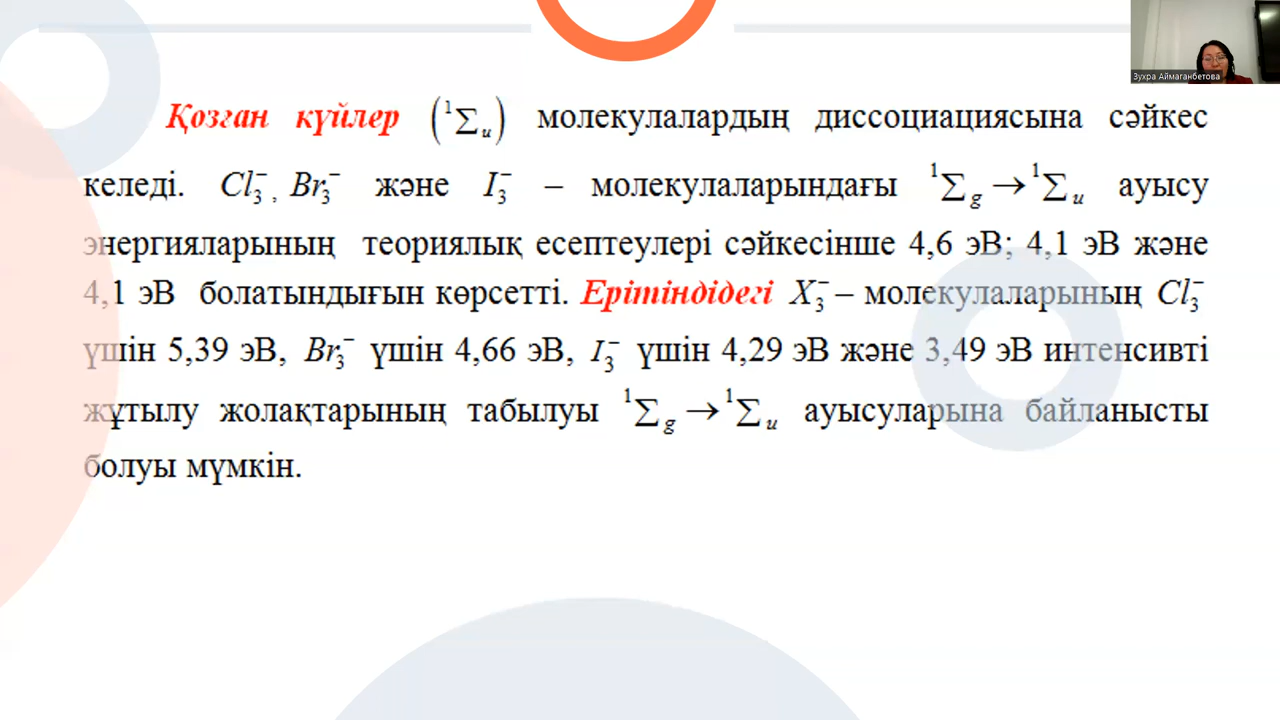 Зухра Аймаганбетова
Қозған күйлер (¹Σᵤ) молекулалардың диссоциациясына сәйкес
келеді. Cl₃⁻, Br₃⁻ және I₃⁻ – молекулаларындағы ¹Σg → ¹Σᵤ ауысу
энергияларының теориялық есептеулері сәйкесінше 4,6 эВ; 4,1 эВ және
4,1 эВ болатындығын көрсетті. Ерітіндідегі X₃⁻ – молекулаларының Cl₃⁻
үшін 5,39 эВ, Br₃⁻ үшін 4,66 эВ, I₃⁻ үшін 4,29 эВ және 3,49 эВ интенсивті
жұтылу жолақтарының табылуы ¹Σg → ¹Σᵤ ауысуларына байланысты
болуы мүмкін.